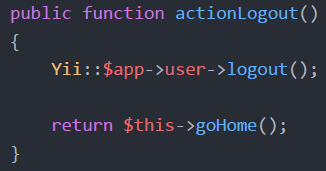 public function actionLogout()
{
    Yii::$app->user->logout();

    return $this->goHome();
}